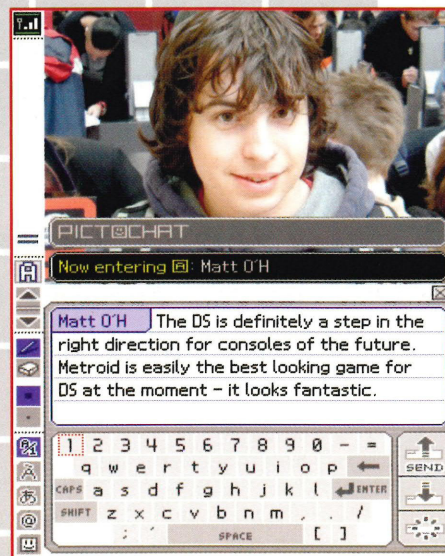 PICTOCHAT
Now entering A: Matt O'H
Matt O'H The DS is definitely a step in the
right direction for consoles of the future.
Metroid is easily the best looking game for
DS at the moment – it looks fantastic.
1 2 3 4 5 6 7 8 9 0 - =
q w e r t y u i o p ←
CAPS a s d f g h j k l ENTER
SHIFT z x c v b n m , . /
; ´ SPACE [ ]
SEND
A
À
あ
@